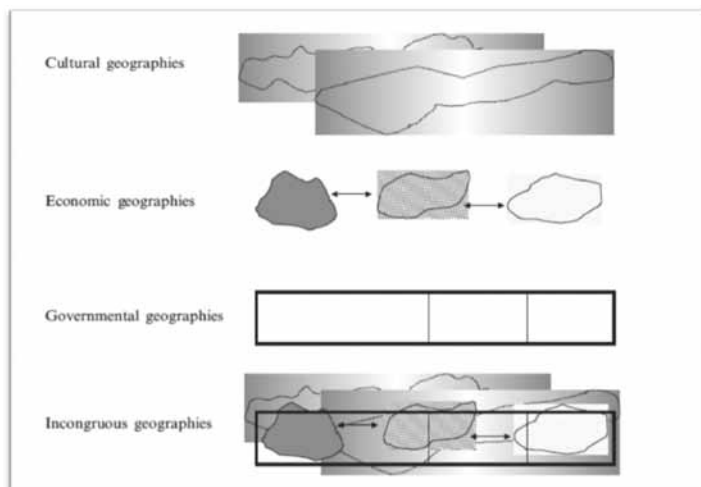 Cultural geographies
Economic geographies
Governmental geographies
Incongruous geographies